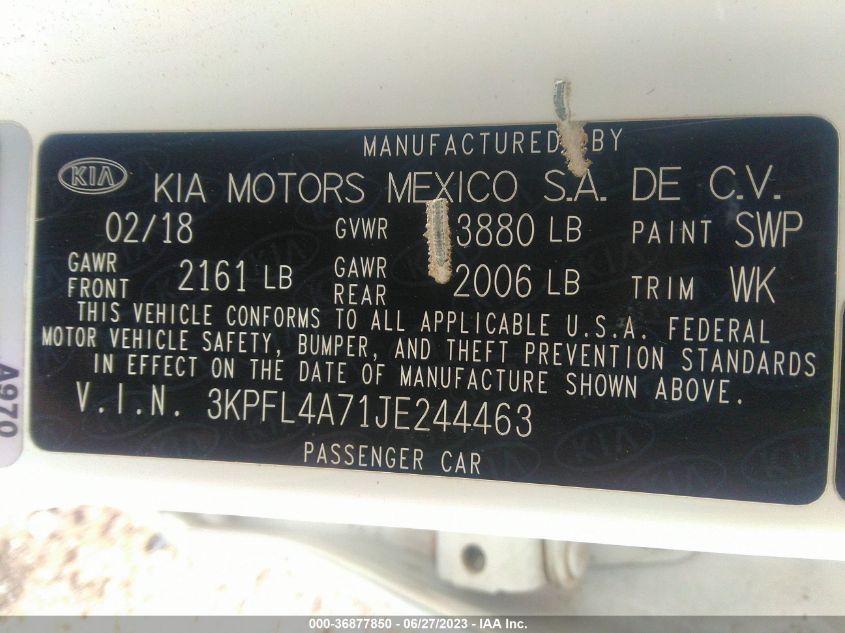 MANUFACTURED BY
KIA KIA MOTORS MEXICO S.A. DE C.V.
02/18 GVWR 3880 LB PAINT SWP
GAWR FRONT 2161 LB GAWR REAR 2006 LB TRIM WK
THIS VEHICLE CONFORMS TO ALL APPLICABLE U.S.A. FEDERAL
MOTOR VEHICLE SAFETY, BUMPER, AND THEFT PREVENTION STANDARDS
IN EFFECT ON THE DATE OF MANUFACTURE SHOWN ABOVE.
V.I.N. 3KPFL4A71JE244463
PASSENGER CAR
A979
000-36877850 - 06/27/2023 - IAA Inc.